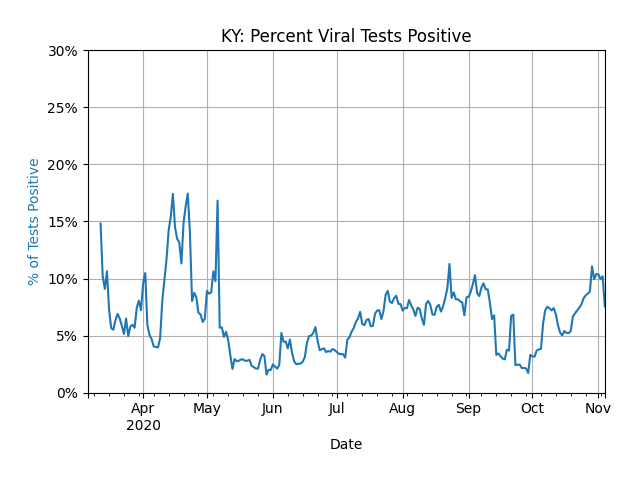 KY: Percent Viral Tests Positive
30%
25%
20%
15%
10%
5%
0%
% of Tests Positive
Apr May Jun Jul Aug Sep Oct Nov
2020
Date